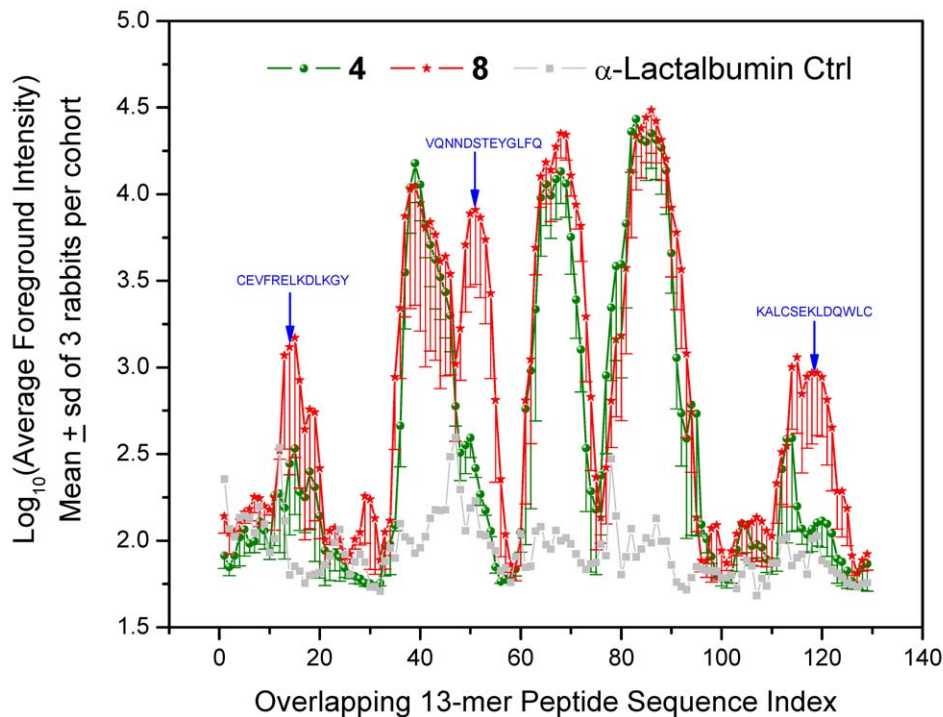 5.0
4.5
4.0
3.5
3.0
2.5
2.0
1.5
Log10(Average Foreground Intensity)
Mean ± sd of 3 rabbits per cohort
4
8
α-Lactalbumin Ctrl
VQNNDSTEYGLFQ
CEVFRELKDLKGY
KALCSEKLDQWLC
0
20
40
60
80
100
120
140
Overlapping 13-mer Peptide Sequence Index